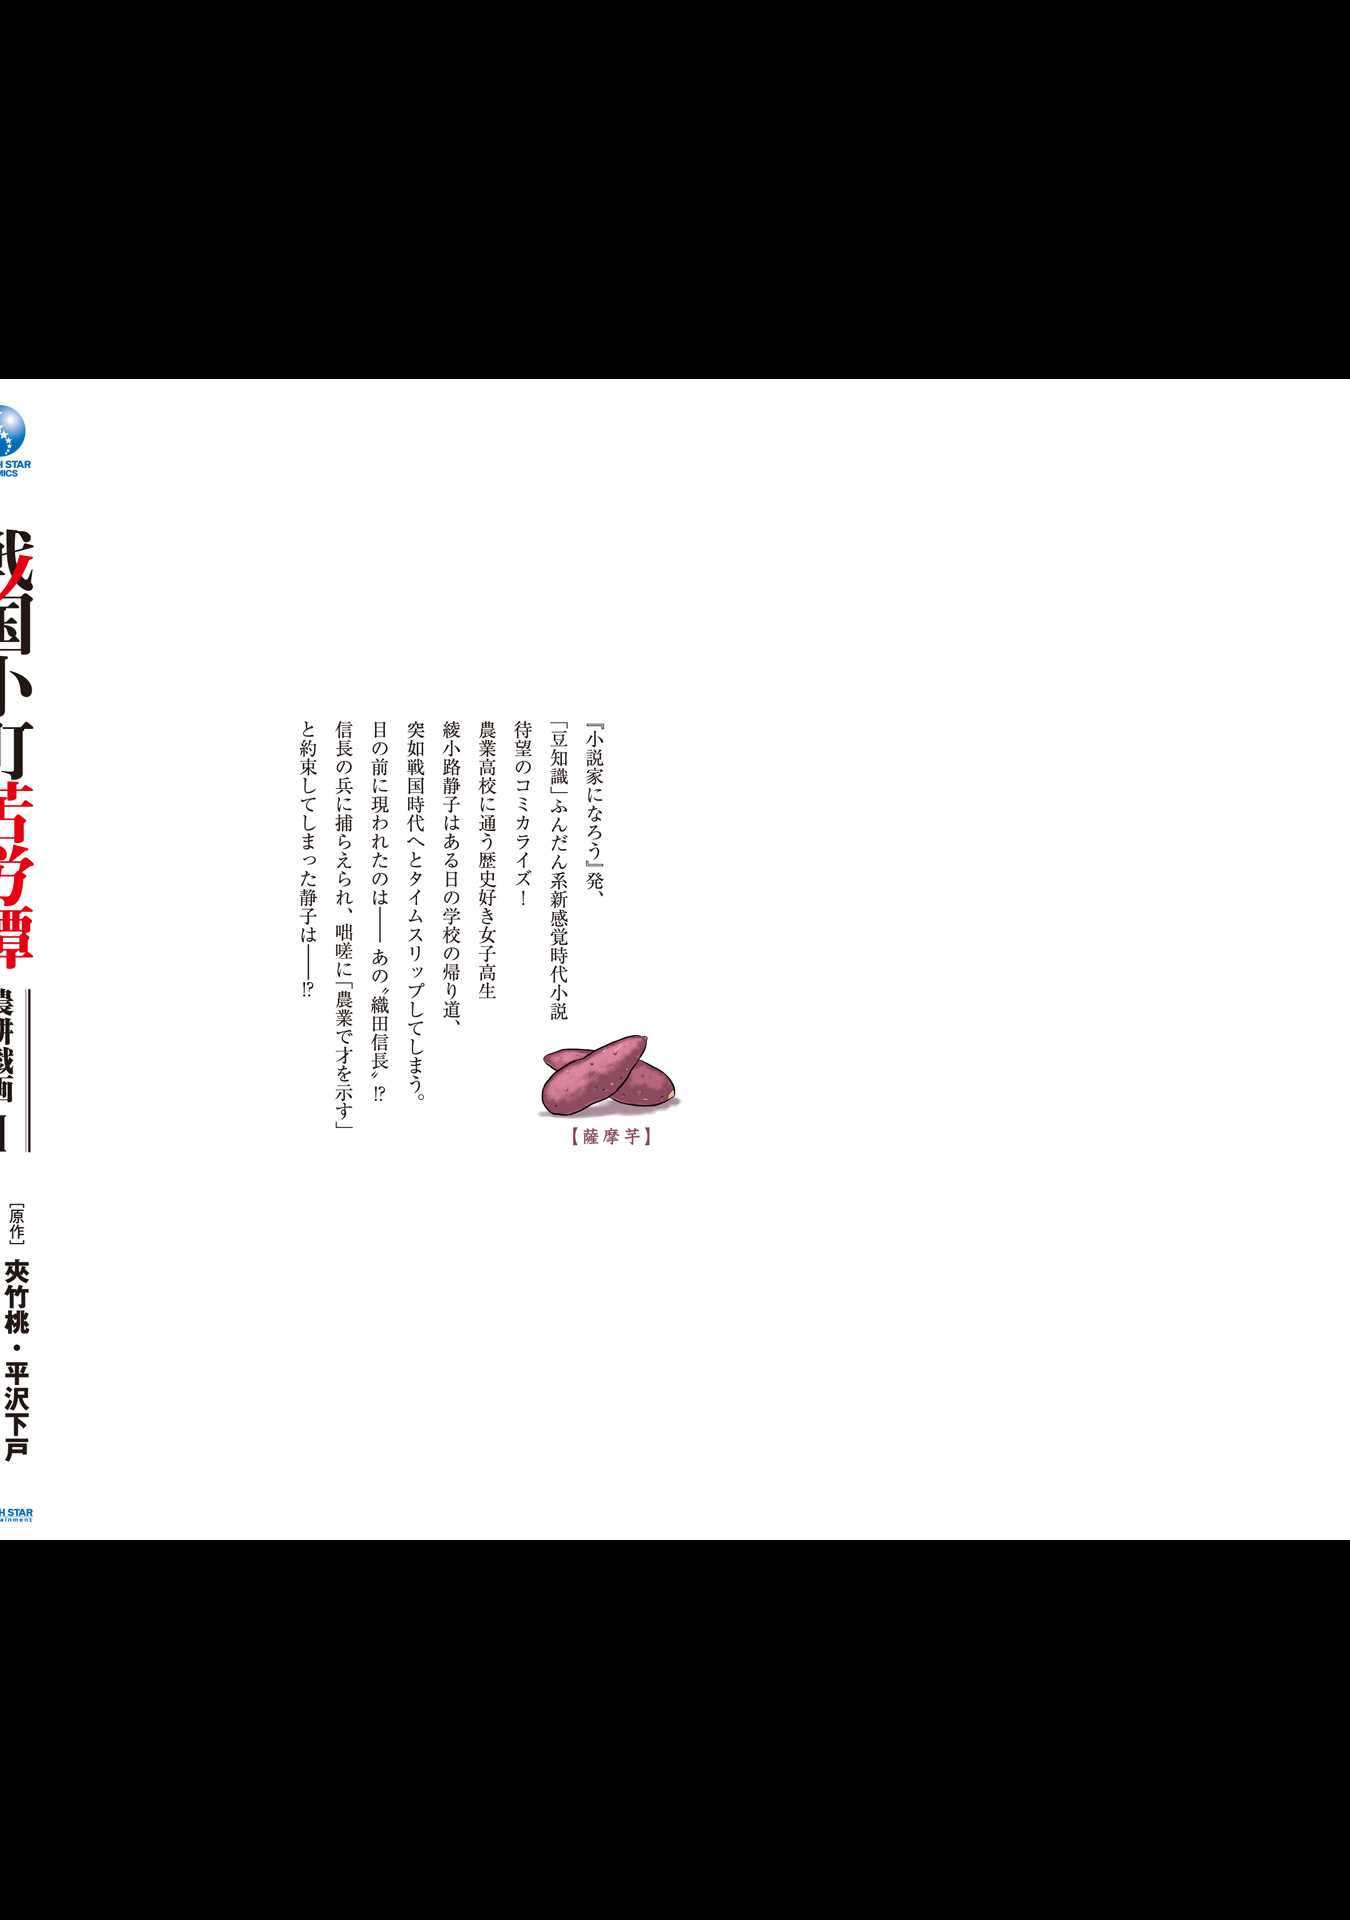 『小説家になろう』発、
「豆知識」ふんだん系新感覚時代小説
待望のコミカライズ！
農業高校に通う歴史好き女子高生
綾小路静子はある日の学校の帰り道、
突如戦国時代へとタイムスリップしてしまう。
目の前に現われたのは――あの〝織田信長〟!?
信長の兵に捕らえられ、咄嗟に「農業で才を示す」
と約束してしまった静子は――!?
【薩摩芋】
戦国小町苦労譚
農耕戯画 1
［原作］ 夾竹桃・平沢下戸
H STAR
MICS
H STAR
ainment